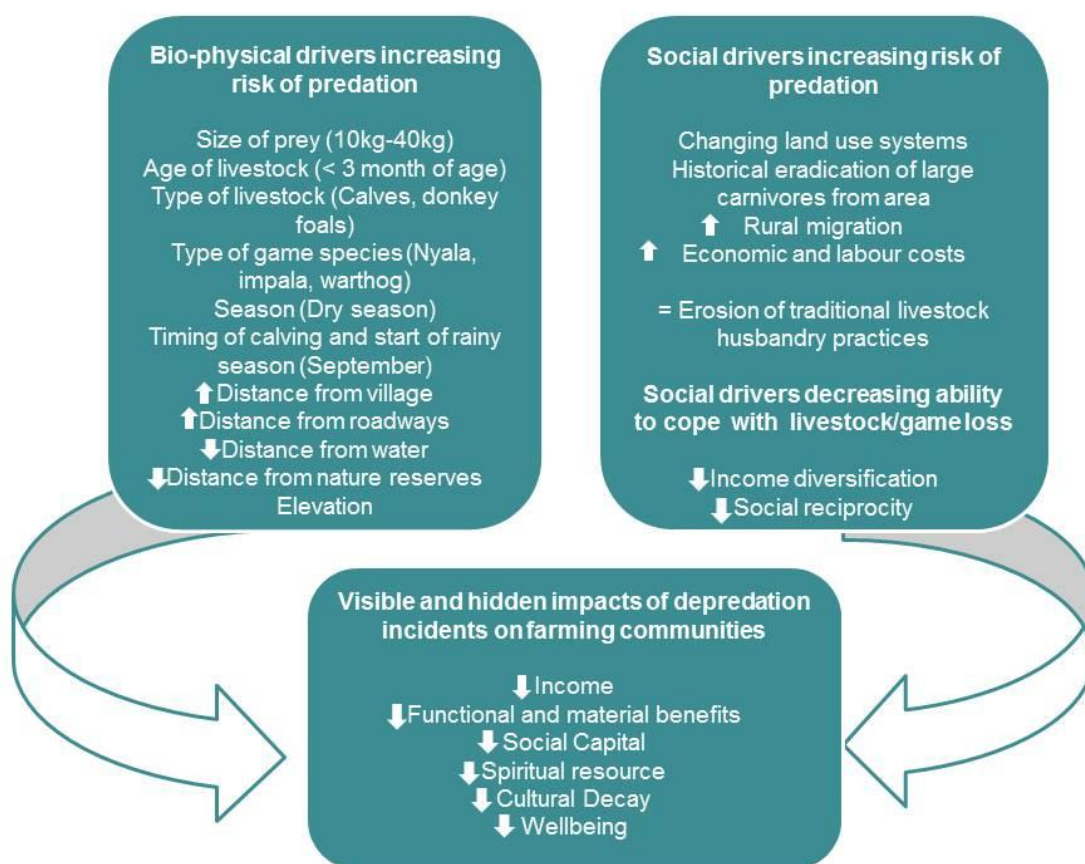 Bio-physical drivers increasing
risk of predation
Size of prey (10kg-40kg)
Age of livestock (< 3 month of age)
Type of livestock (Calves, donkey
foals)
Type of game species (Nyala,
impala, warthog)
Season (Dry season)
Timing of calving and start of rainy
season (September)
⬆Distance from village
⬆Distance from roadways
⬇Distance from water
⬇Distance from nature reserves
Elevation
Social drivers increasing risk of
predation
Changing land use systems
Historical eradication of large
carnivores from area
⬆ Rural migration
⬆ Economic and labour costs
= Erosion of traditional livestock
husbandry practices
Social drivers decreasing ability
to cope with livestock/game loss
⬇Income diversification
⬇Social reciprocity
Visible and hidden impacts of depredation
incidents on farming communities
⬇Income
⬇Functional and material benefits
⬇Social Capital
⬇Spiritual resource
⬇Cultural Decay
⬇Wellbeing